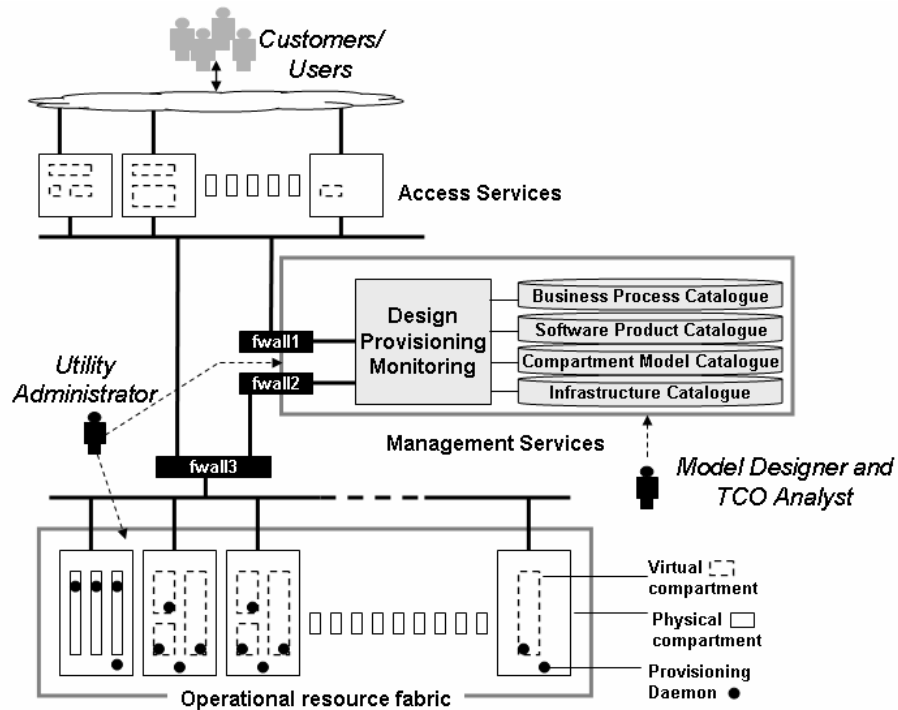 Customers/
Users
Access Services
Design
Provisioning
Monitoring
Business Process Catalogue
Software Product Catalogue
Compartment Model Catalogue
Infrastructure Catalogue
fwall1
fwall2
Utility
Administrator
Management Services
fwall3
Model Designer and
TCO Analyst
Virtual
compartment
Physical
compartment
Provisioning
Daemon
Operational resource fabric